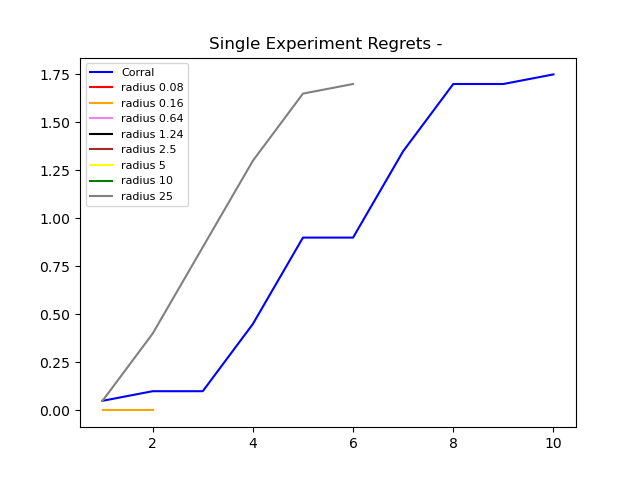 Single Experiment Regrets -
Corral
radius 0.08
radius 0.16
radius 0.64
radius 1.24
radius 2.5
radius 5
radius 10
radius 25
1.75
1.50
1.25
1.00
0.75
0.50
0.25
0.00
2 4 6 8 10